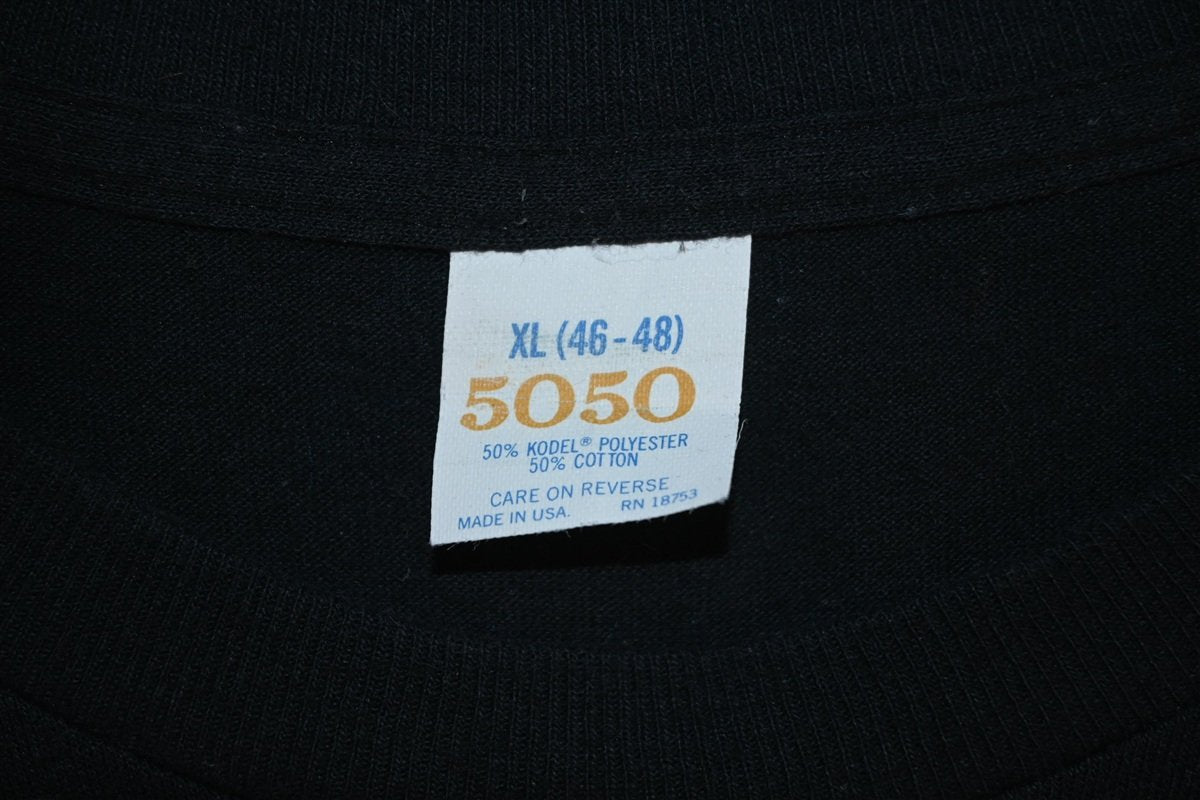 XL (46-48)
5050
50% KODEL® POLYESTER
50% COTTON
CARE ON REVERSE
MADE IN USA. RN 18753